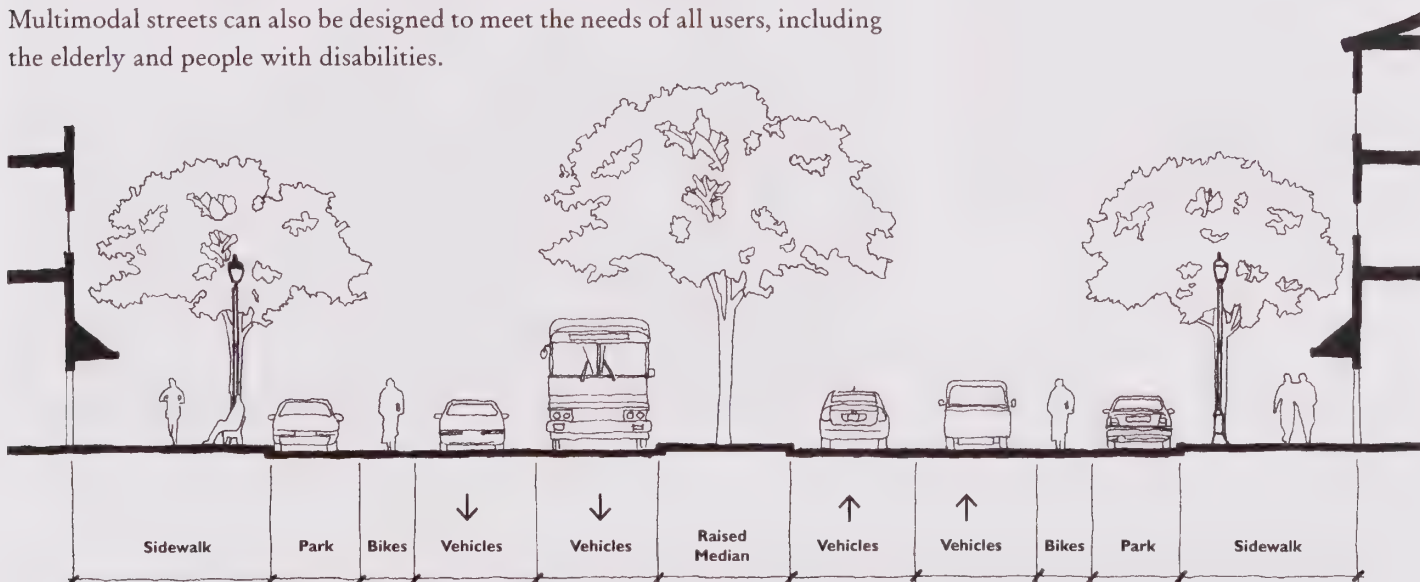 Multimodal streets can also be designed to meet the needs of all users, including
the elderly and people with disabilities.
Sidewalk
Park
Bikes
Vehicles
Vehicles
Raised
Median
Vehicles
Vehicles
Bikes
Park
Sidewalk